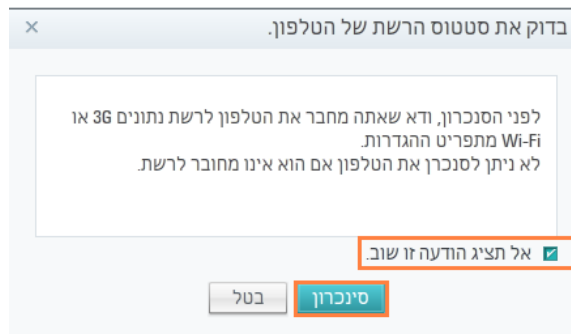 בדוק את סטטוס הרשת של הטלפון.
לפני הסנכרון, ודא שאתה מחבר את הטלפון לרשת נתונים 3G או
Wi-Fi מתפריט ההגדרות.
לא ניתן לסנכרן את הטלפון אם הוא אינו מחובר לרשת.
אל תציג הודעה זו שוב.
סינכרון
בטל